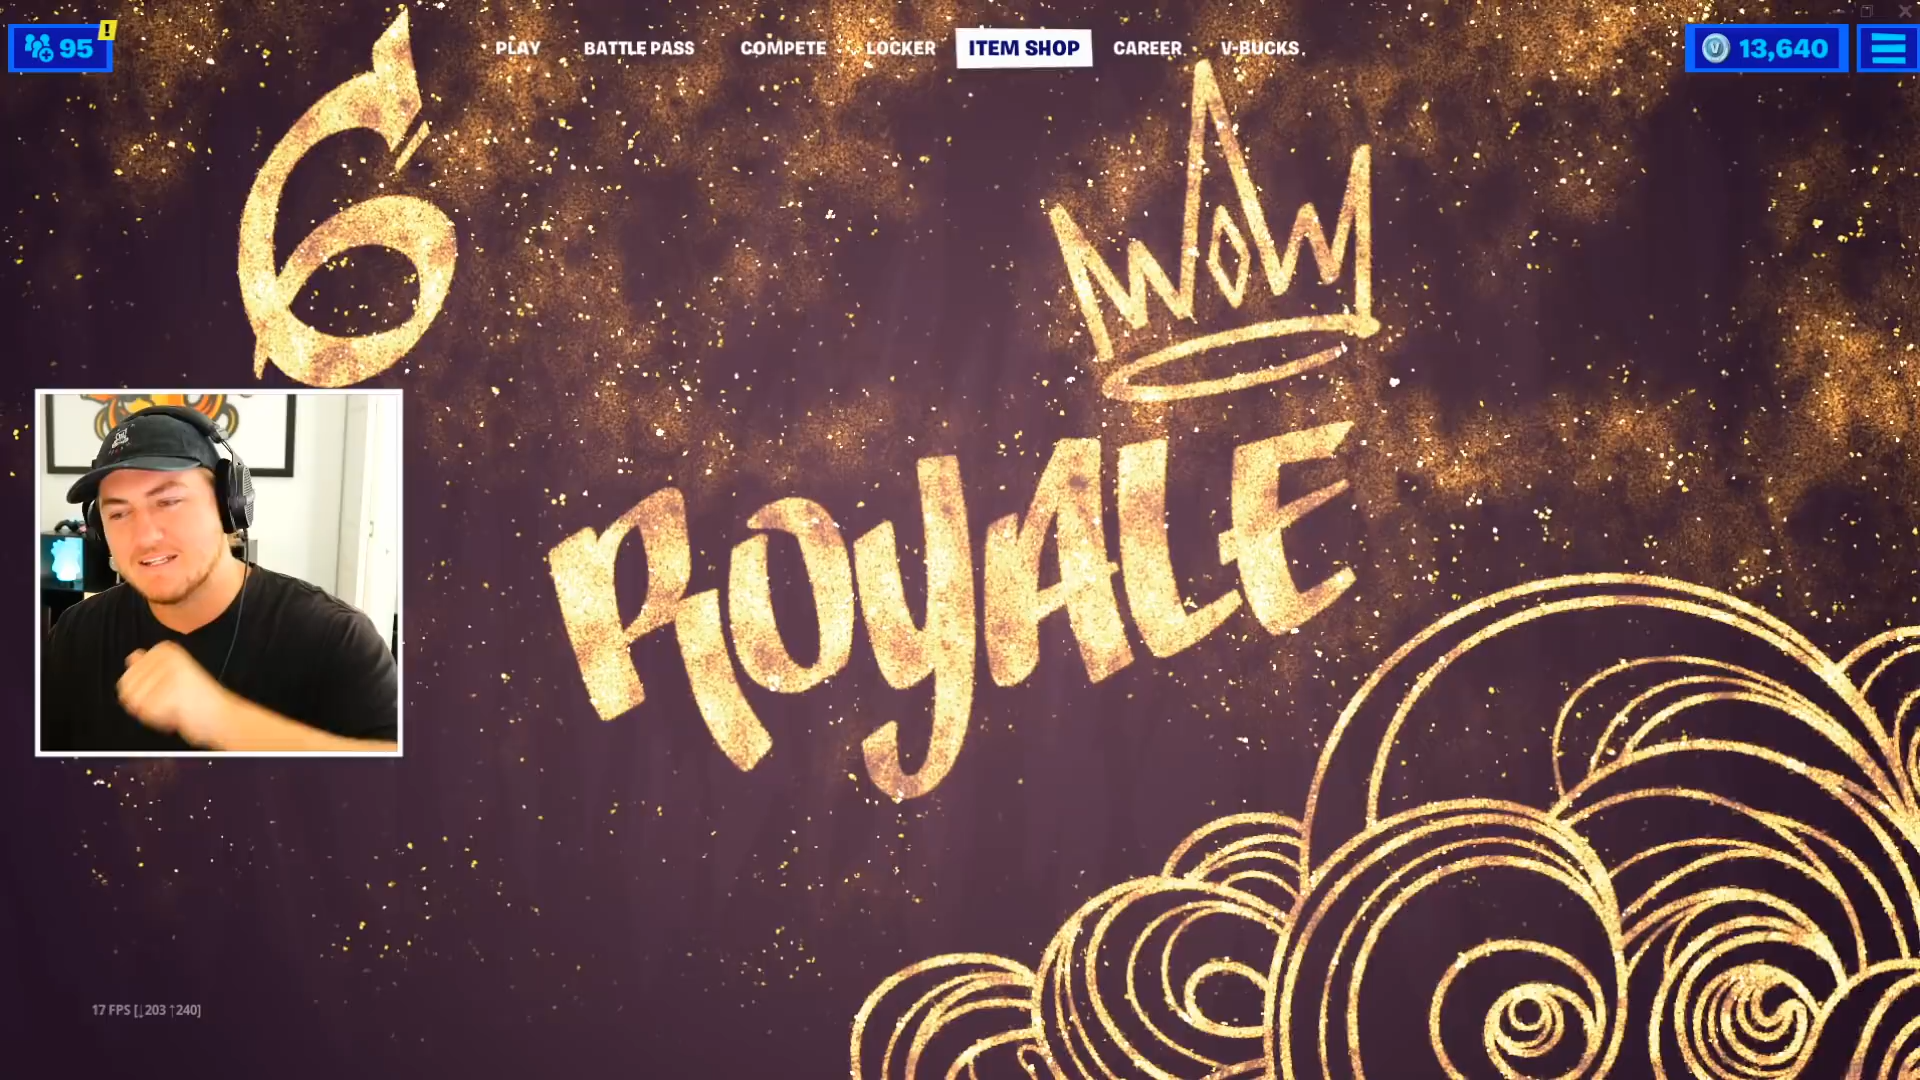 95
!
PLAY
BATTLE PASS
COMPETE
LOCKER
ITEM SHOP
CAREER
V-BUCKS
13,640
6
WOW
ROYALE
17 FPS [↓203 ↑240]